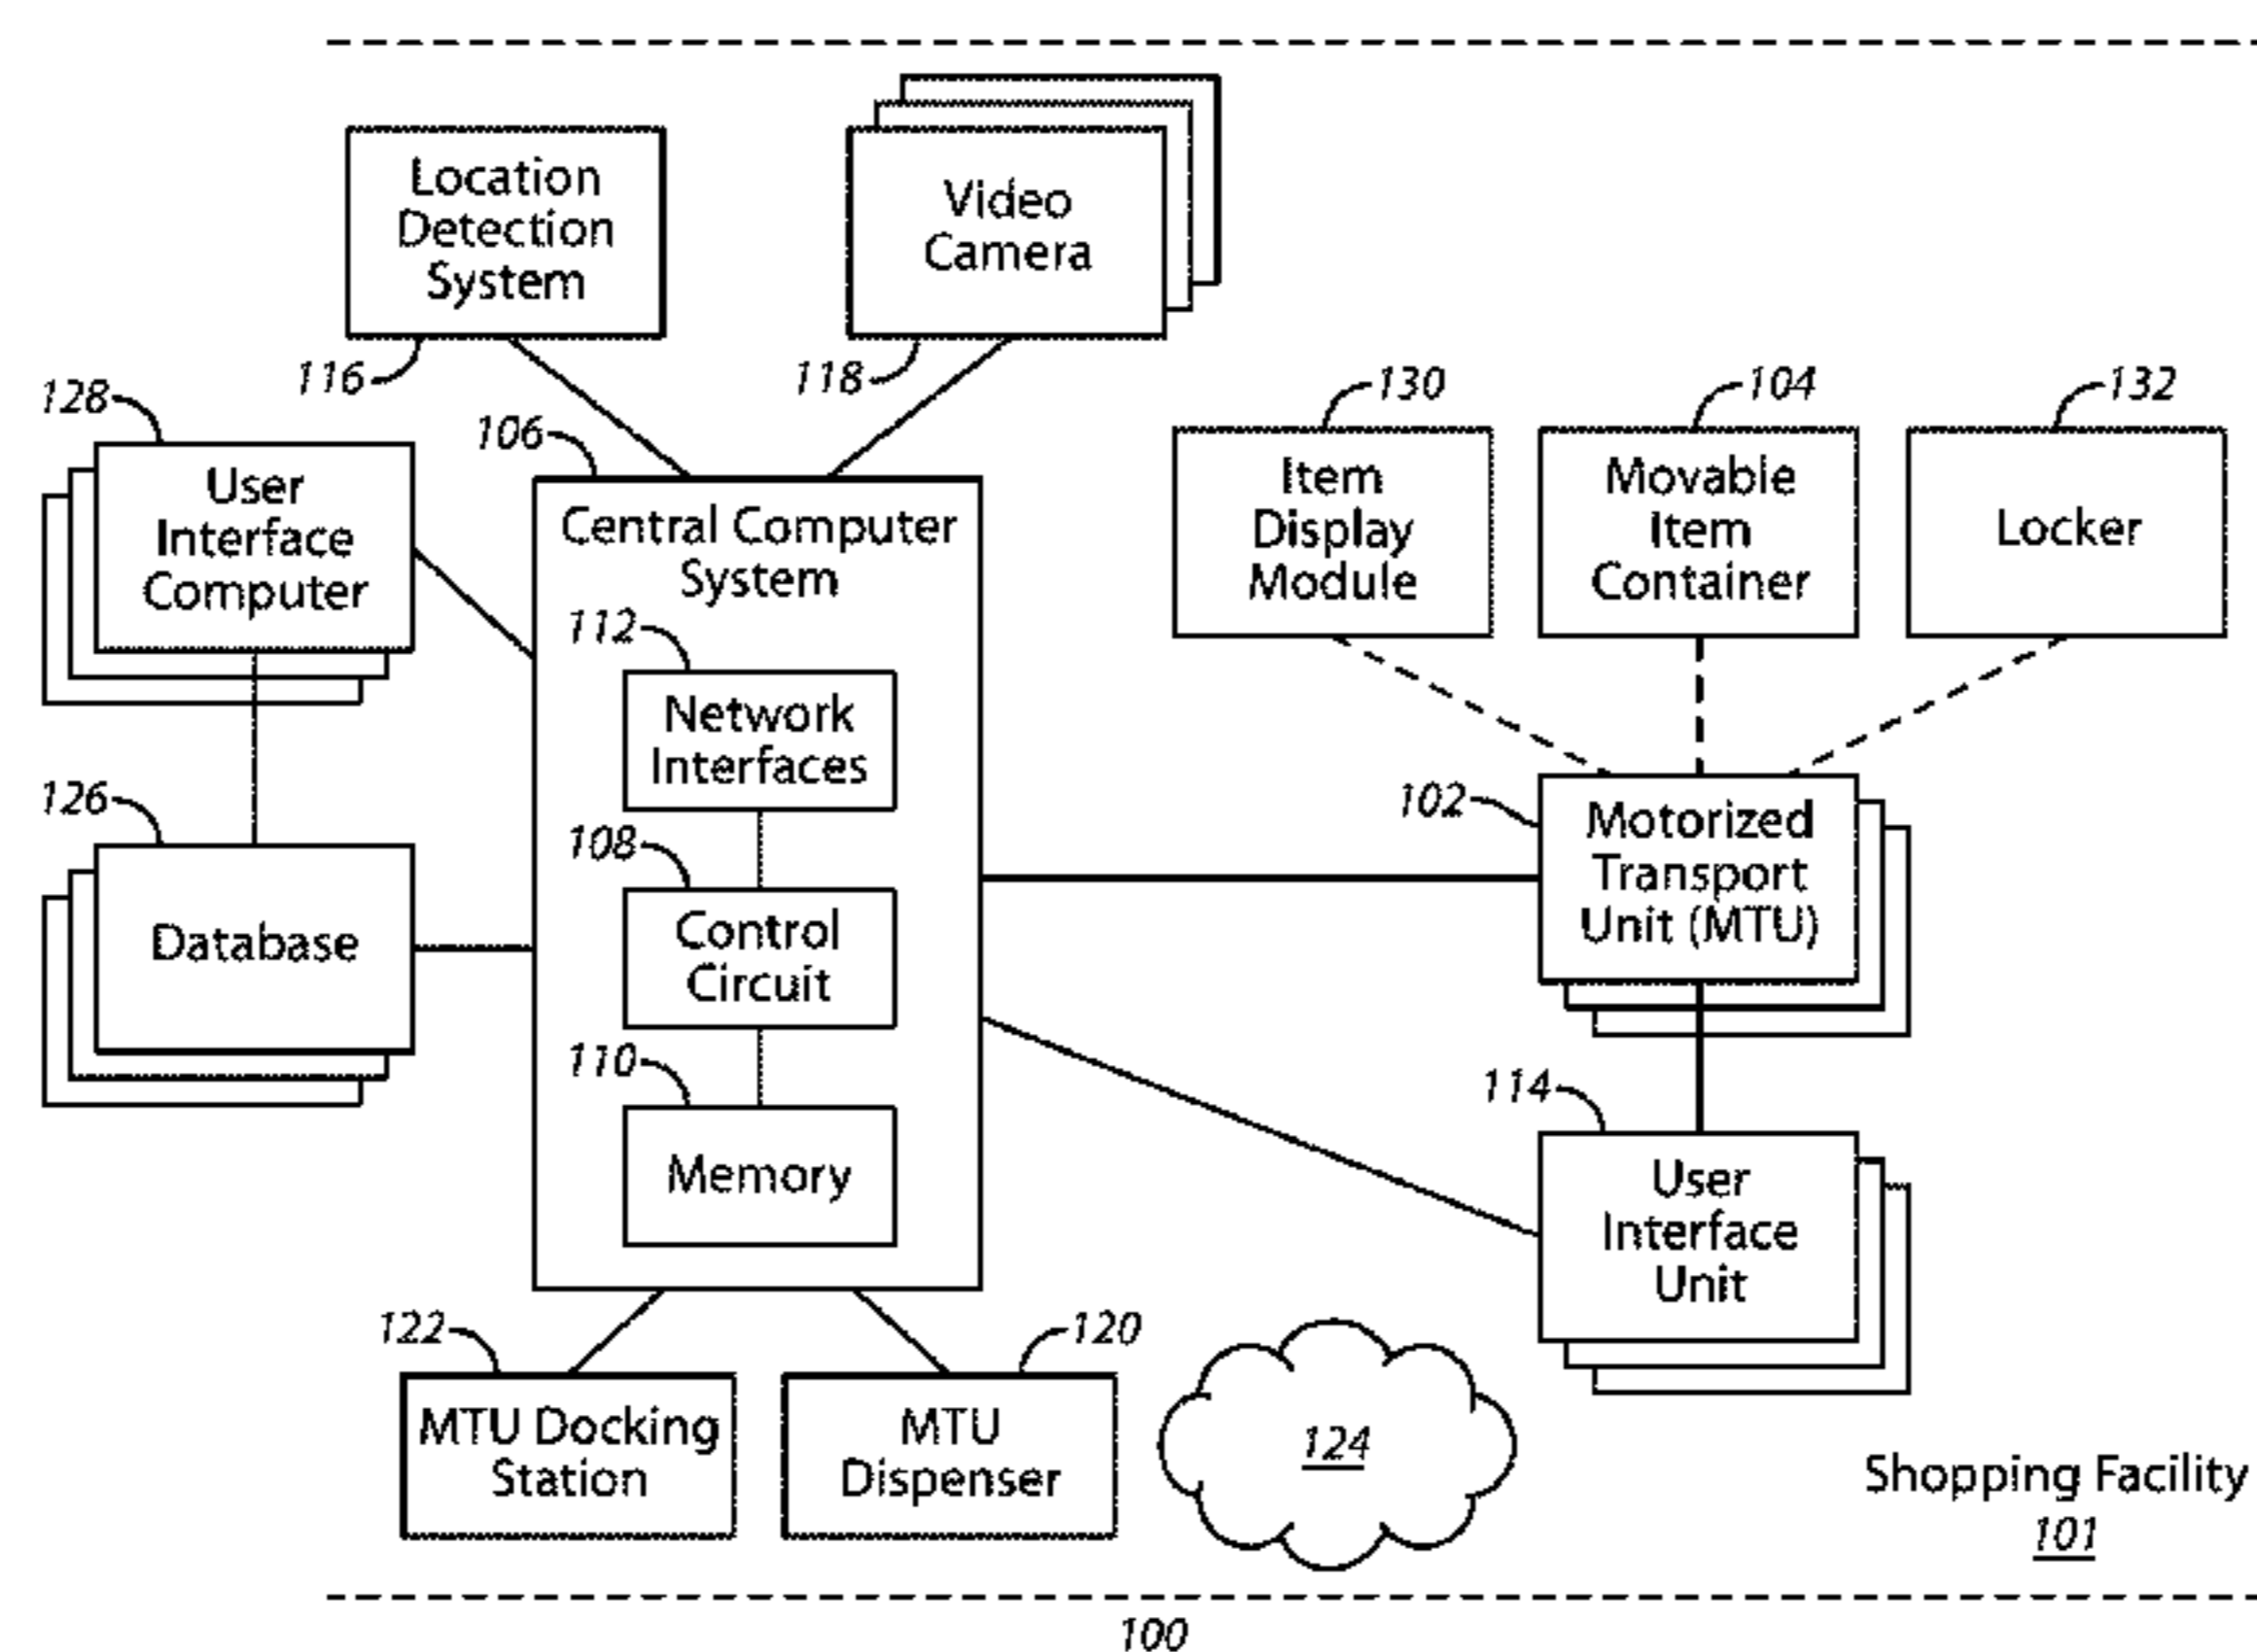 Location
Detection
System
116
Video
Camera
118
128
User
Interface
Computer
106
Central Computer
System
112
Network
Interfaces
108
Control
Circuit
110
Memory
126
Database
130
Item
Display
Module
104
Movable
Item
Container
132
Locker
102
Motorized
Transport
Unit (MTU)
114
User
Interface
Unit
122
MTU Docking
Station
120
MTU
Dispenser
124
Shopping Facility
101
100